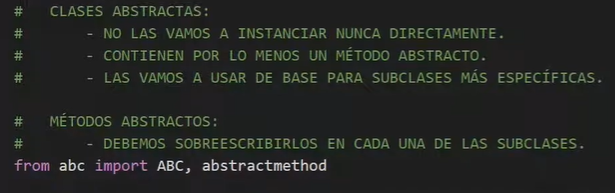 # CLASES ABSTRACTAS:
# - NO LAS VAMOS A INSTANCIAR NUNCA DIRECTAMENTE.
# - CONTIENEN POR LO MENOS UN MÉTODO ABSTRACTO.
# - LAS VAMOS A USAR DE BASE PARA SUBCLASES MÁS ESPECÍFICAS.
# MÉTODOS ABSTRACTOS:
# - DEBEMOS SOBREESCRIBIRLOS EN CADA UNA DE LAS SUBCLASES.
from abc import ABC, abstractmethod